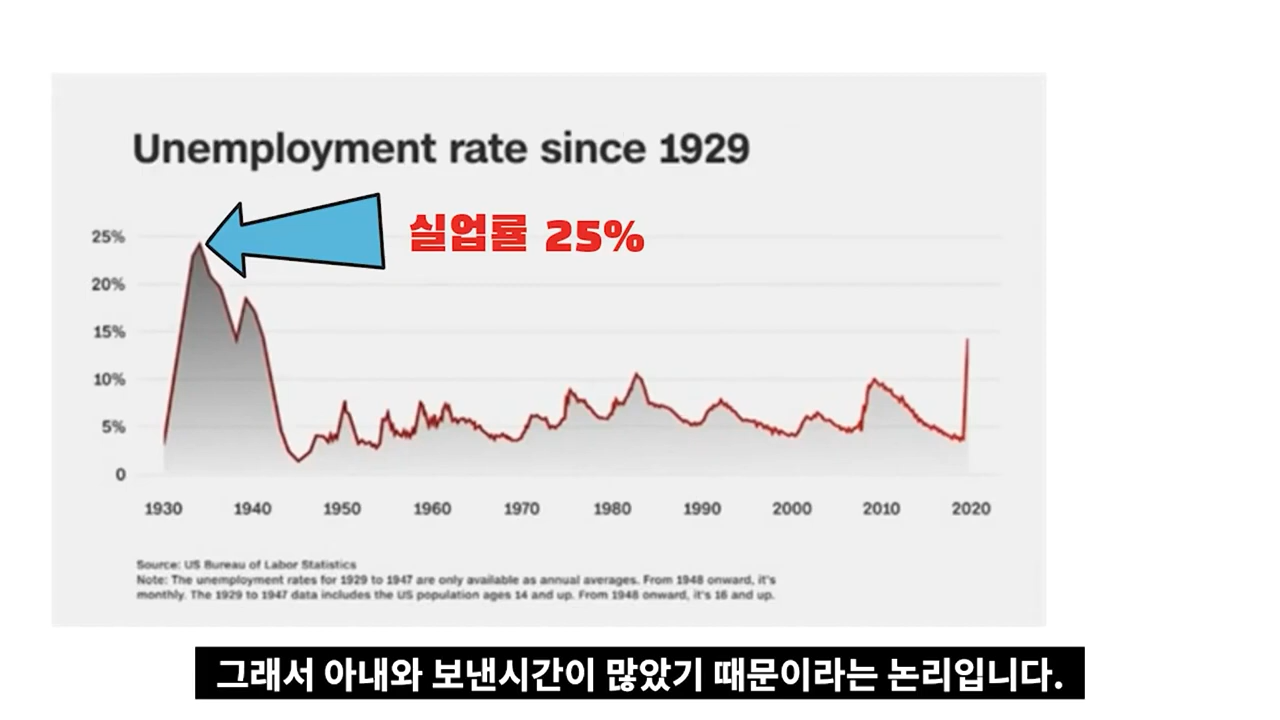 Unemployment rate since 1929
실업률 25%
25%
20%
15%
10%
5%
0
1930 1940 1950 1960 1970 1980 1990 2000 2010 2020
Source: US Bureau of Labor Statistics
Note: The unemployment rates for 1929 to 1947 are only available as annual averages. From 1948 onward, it's
monthly. The 1929 to 1947 data includes the US population ages 14 and up. From 1948 onward, it's 16 and up.
그래서 아내와 보낸시간이 많았기 때문이라는 논리입니다.